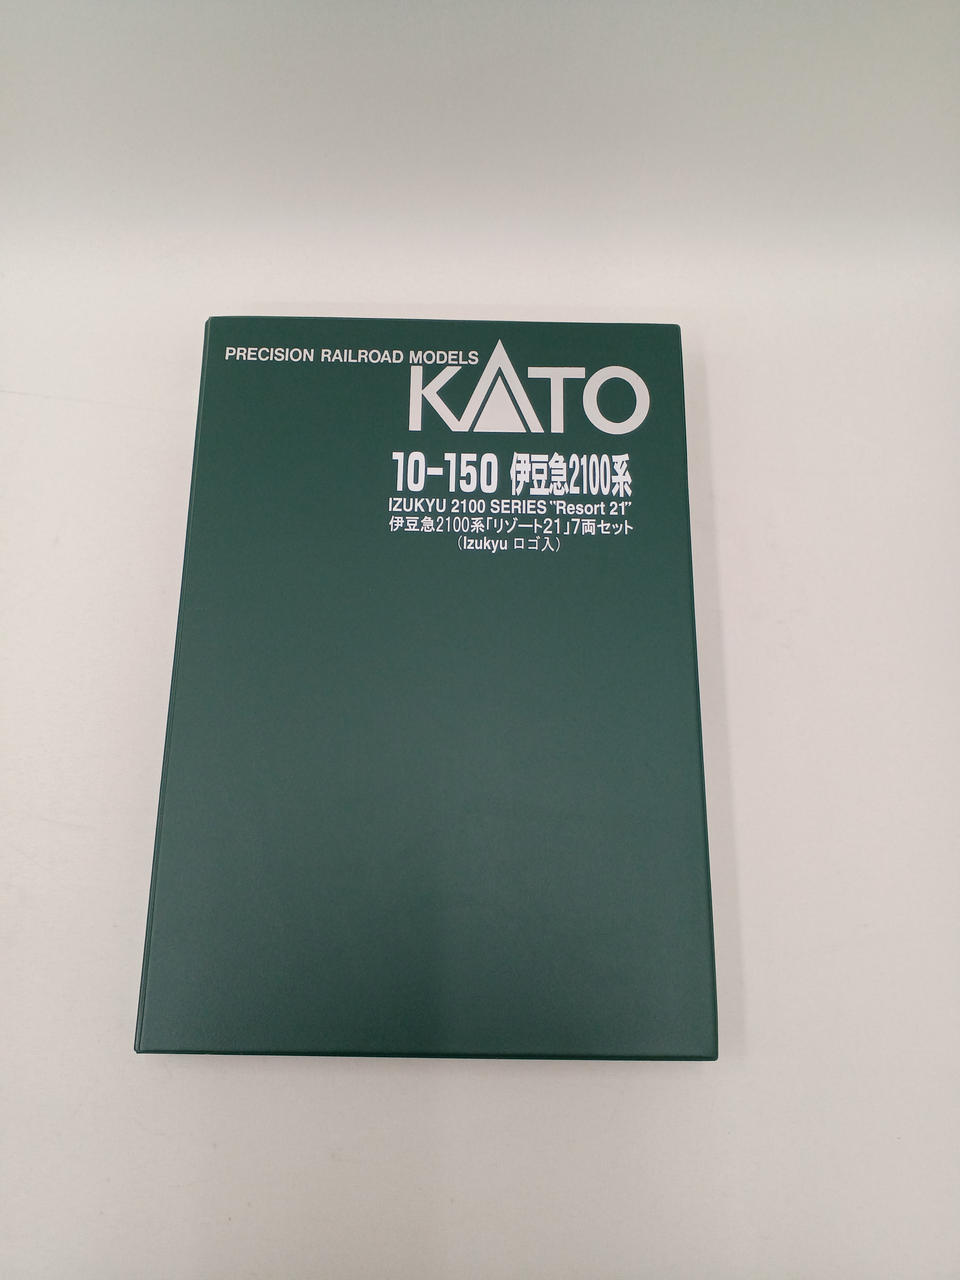 PRECISION RAILROAD MODELS
KATO
10-150 伊豆急2100系
IZUKYU 2100 SERIES "Resort 21"
伊豆急2100系「リゾート21」7両セット
(Izukyu ロゴ入)